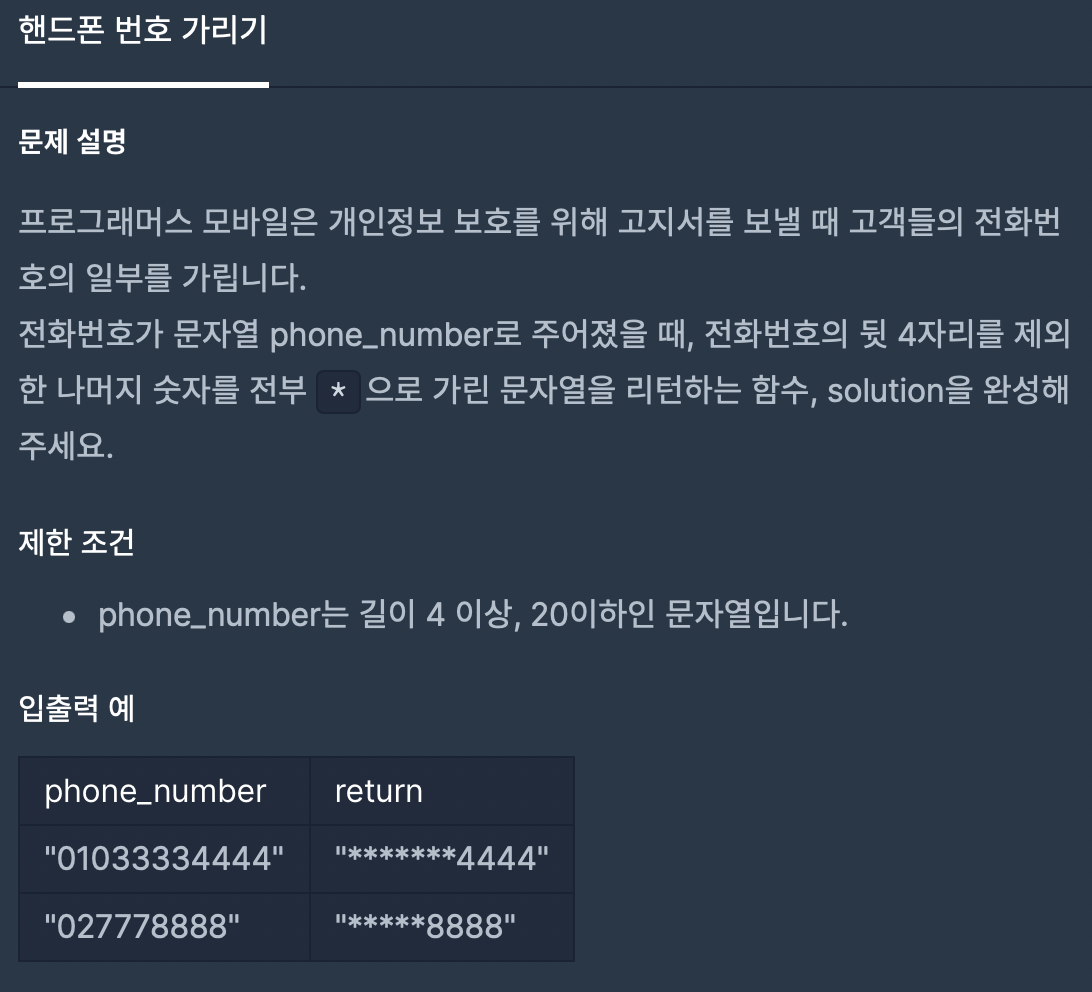 핸드폰 번호 가리기
문제 설명
프로그래머스 모바일은 개인정보 보호를 위해 고지서를 보낼 때 고객들의 전화번
호의 일부를 가립니다.
전화번호가 문자열 phone_number로 주어졌을 때, 전화번호의 뒷 4자리를 제외
한 나머지 숫자를 전부 * 으로 가린 문자열을 리턴하는 함수, solution을 완성해
주세요.
제한 조건
• phone_number는 길이 4 이상, 20이하인 문자열입니다.
입출력 예
phone_number return
"01033334444" "*******4444"
"027778888" "*****8888"